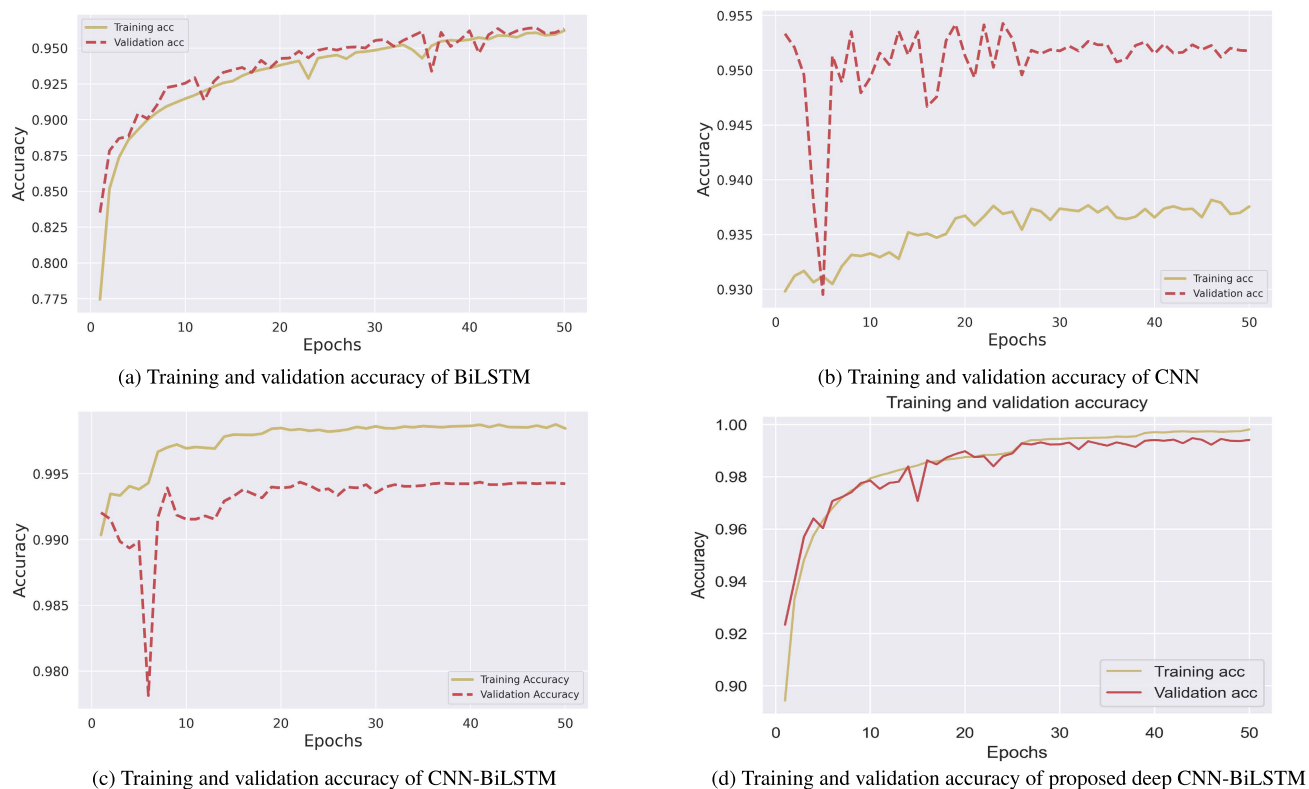 0.950
0.925
0.900
0.875
0.850
0.825
0.800
0.775
Accuracy
Training acc
Validation acc
0 10 20 30 40 50
Epochs
(a) Training and validation accuracy of BiLSTM
0.955
0.950
0.945
0.940
0.935
0.930
Accuracy
Training acc
Validation acc
0 10 20 30 40 50
Epochs
(b) Training and validation accuracy of CNN
0.995
0.990
0.985
0.980
Accuracy
Training Accuracy
Validation Accuracy
0 10 20 30 40 50
Epochs
(c) Training and validation accuracy of CNN-BiLSTM
Training and validation accuracy
1.00
0.98
0.96
0.94
0.92
0.90
Accuracy
Training acc
Validation acc
0 10 20 30 40 50
Epochs
(d) Training and validation accuracy of proposed deep CNN-BiLSTM